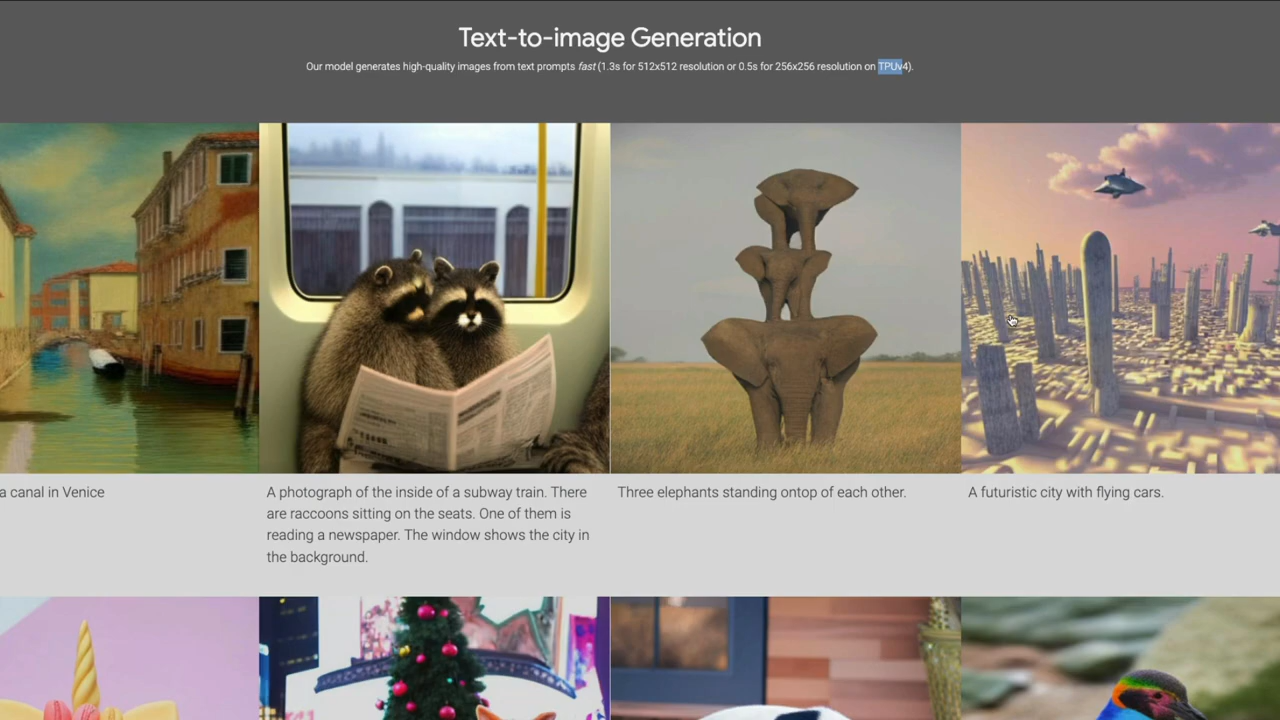 Text-to-image Generation
Our model generates high-quality images from text prompts fast (1.3s for 512x512 resolution or 0.5s for 256x256 resolution on TPUv4).
a canal in Venice
A photograph of the inside of a subway train. There
are raccoons sitting on the seats. One of them is
reading a newspaper. The window shows the city in
the background.
Three elephants standing ontop of each other.
A futuristic city with flying cars.